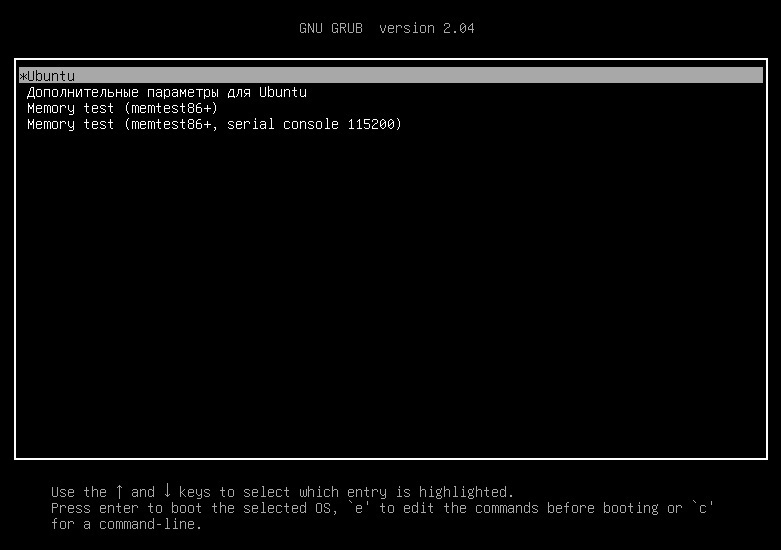 GNU GRUB  version 2.04
*Ubuntu
Дополнительные параметры для Ubuntu
Memory test (memtest86+)
Memory test (memtest86+, serial console 115200)
Use the ↑ and ↓ keys to select which entry is highlighted.
Press enter to boot the selected OS, `e' to edit the commands before booting or `c'
for a command-line.